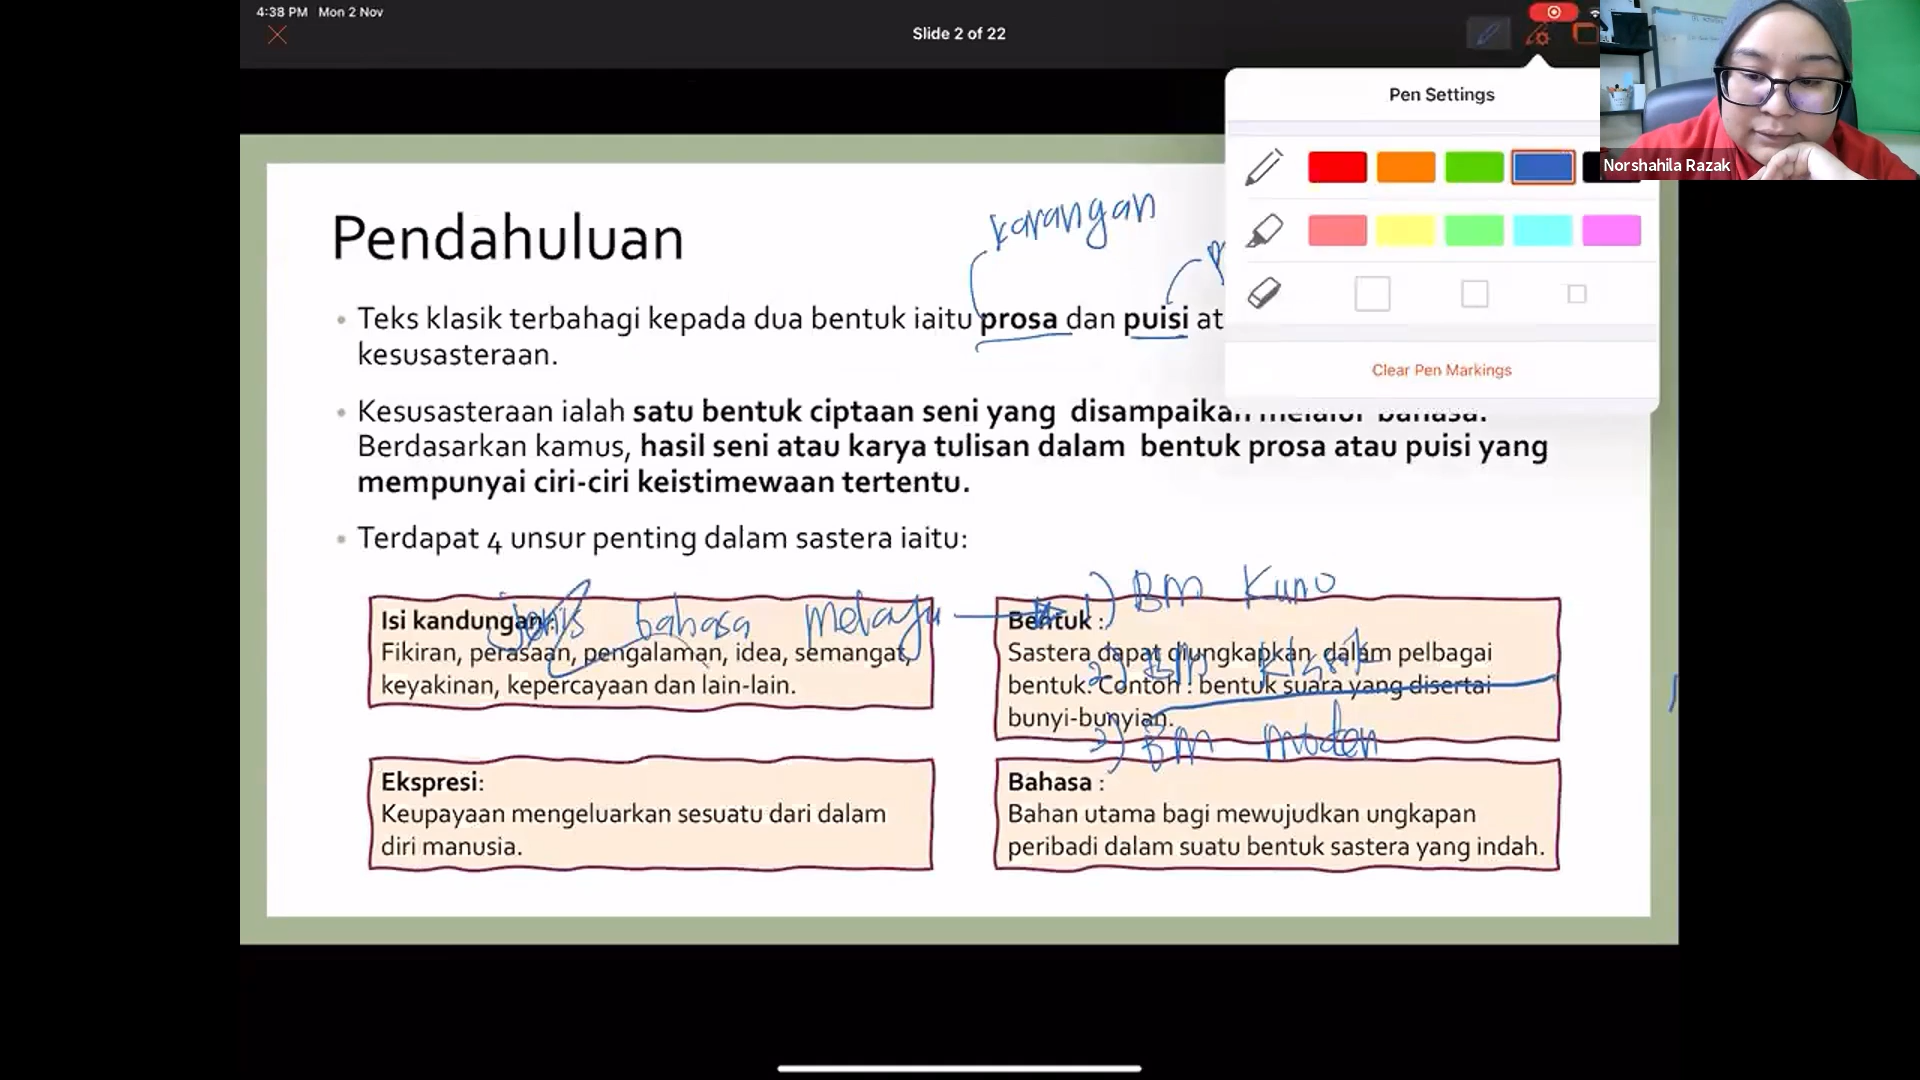 4:38 PM Mon 2 Nov
Slide 2 of 22
Pen Settings
Norshahila Razak
Clear Pen Markings
Pendahuluan
karangan
• Teks klasik terbahagi kepada dua bentuk iaitu prosa dan puisi at
kesusasteraan.
• Kesusasteraan ialah satu bentuk ciptaan seni yang disampaikan melalui bahasa.
Berdasarkan kamus, hasil seni atau karya tulisan dalam bentuk prosa atau puisi yang
mempunyai ciri-ciri keistimewaan tertentu.
• Terdapat 4 unsur penting dalam sastera iaitu:
Jenis bahasa melayu
1) BM Kuno
2) BM Klasik
3) BM moden
Isi kandungan :
Fikiran, perasaan, pengalaman, idea, semangat,
keyakinan, kepercayaan dan lain-lain.
Bentuk :
Sastera dapat diungkapkan dalam pelbagai
bentuk. Contoh : bentuk suara yang disertai
bunyi-bunyian.
Ekspresi:
Keupayaan mengeluarkan sesuatu dari dalam
diri manusia.
Bahasa :
Bahan utama bagi mewujudkan ungkapan
peribadi dalam suatu bentuk sastera yang indah.